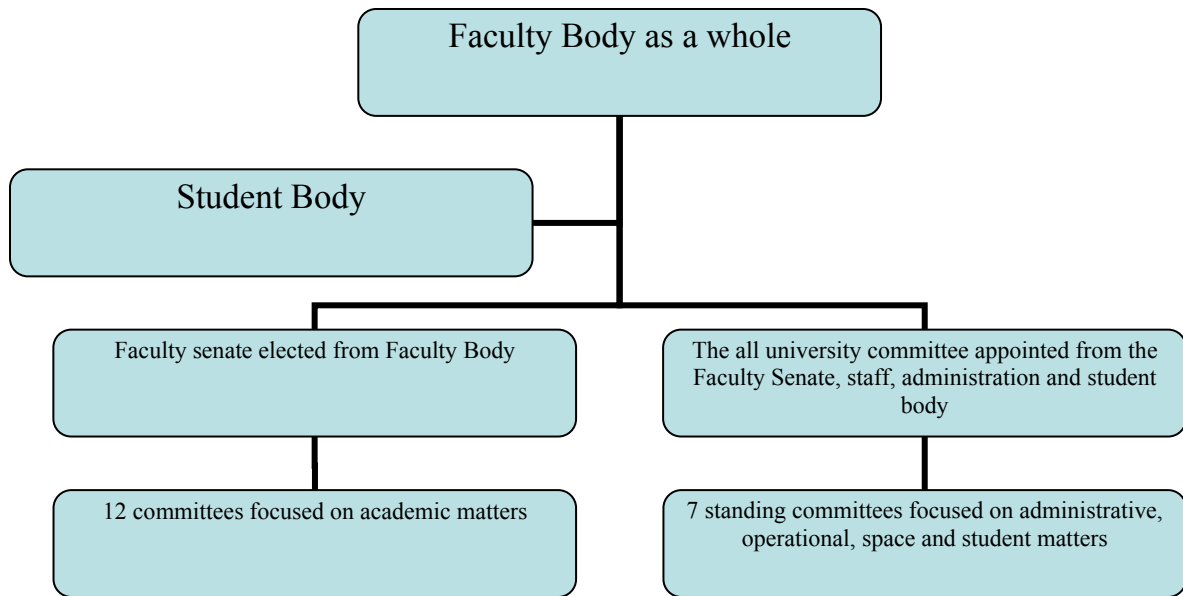 Faculty Body as a whole
Student Body
Faculty senate elected from Faculty Body
The all university committee appointed from the
Faculty Senate, staff, administration and student
body
12 committees focused on academic matters
7 standing committees focused on administrative,
operational, space and student matters